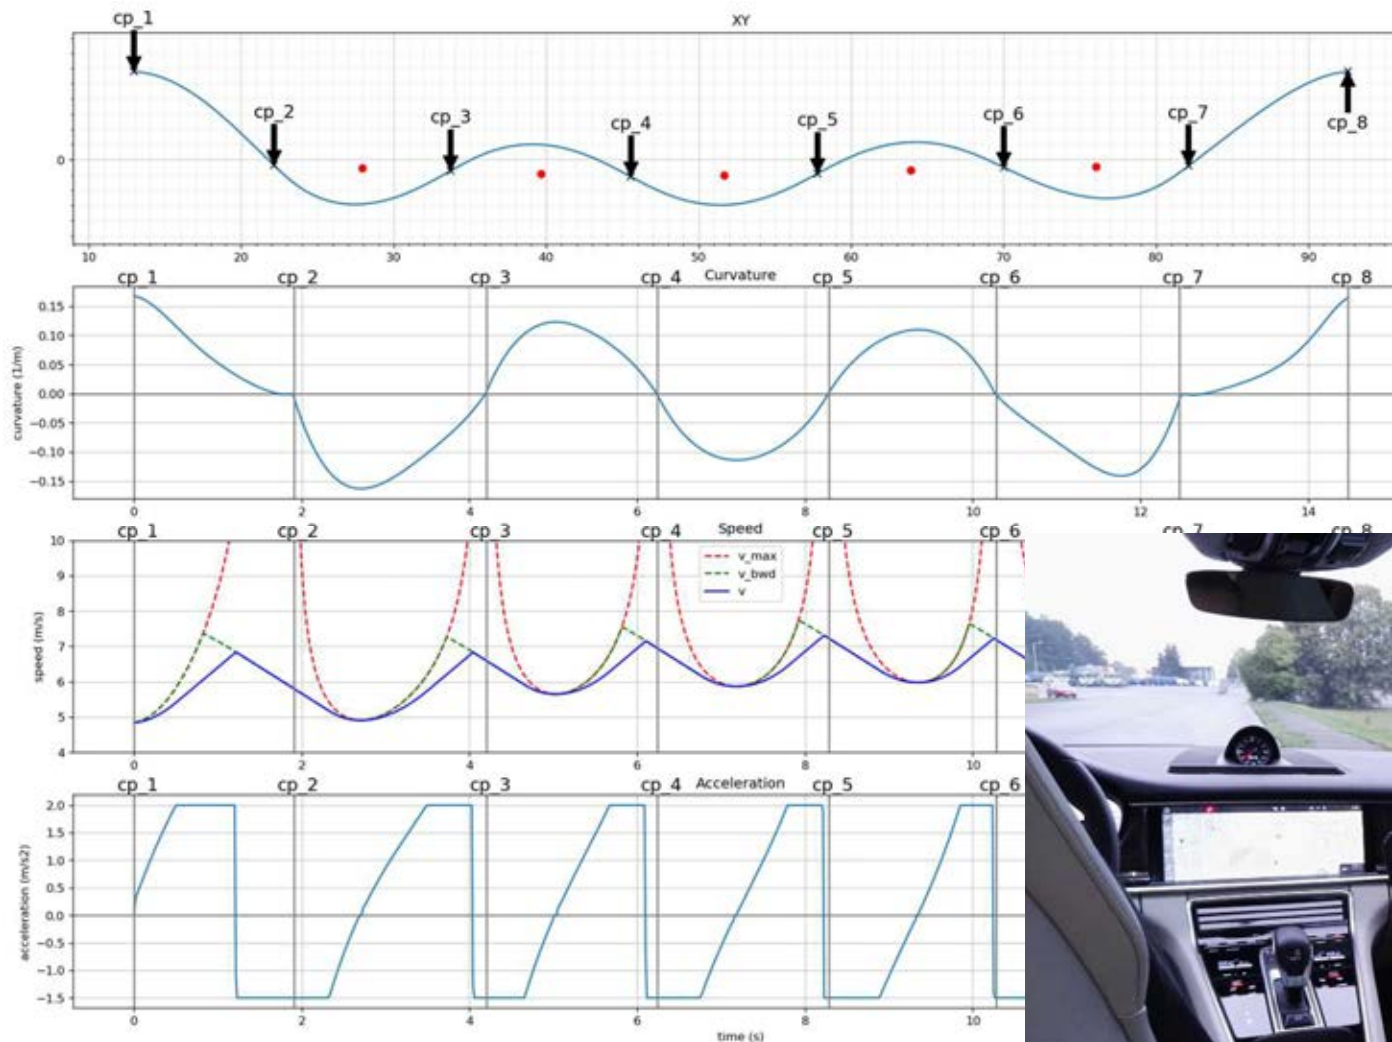 XY
cp_1
cp_2
cp_3
cp_4
cp_5
cp_6
cp_7
cp_8
0
10 20 30 40 50 60 70 80 90
Curvature
cp_1 cp_2 cp_3 cp_4 cp_5 cp_6 cp_7 cp_8
curvature (1/m)
0.15
0.10
0.05
0.00
−0.05
−0.10
−0.15
0 2 4 6 8 10 12 14
Speed
cp_1 cp_2 cp_3 cp_4 cp_5 cp_6 cp_7 cp_8
v_max
v_bwd
v
speed (m/s)
10
9
8
7
6
5
4
0 2 4 6 8 10
Acceleration
cp_1 cp_2 cp_3 cp_4 cp_5 cp_6
acceleration (m/s2)
2.0
1.5
1.0
0.5
0.0
−0.5
−1.0
−1.5
0 2 4 6 8 10
time (s)